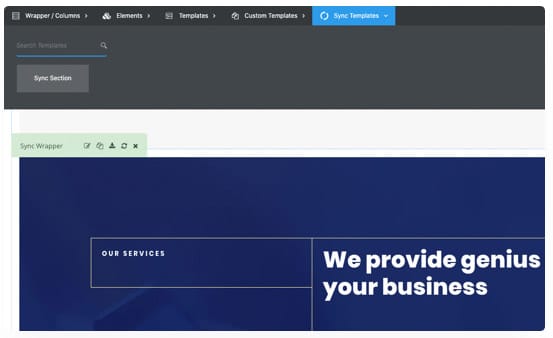 Wrapper / Columns Elements Templates Custom Templates Sync Templates
Search Templates
Sync Section
Sync Wrapper
OUR SERVICES
We provide genius
your business